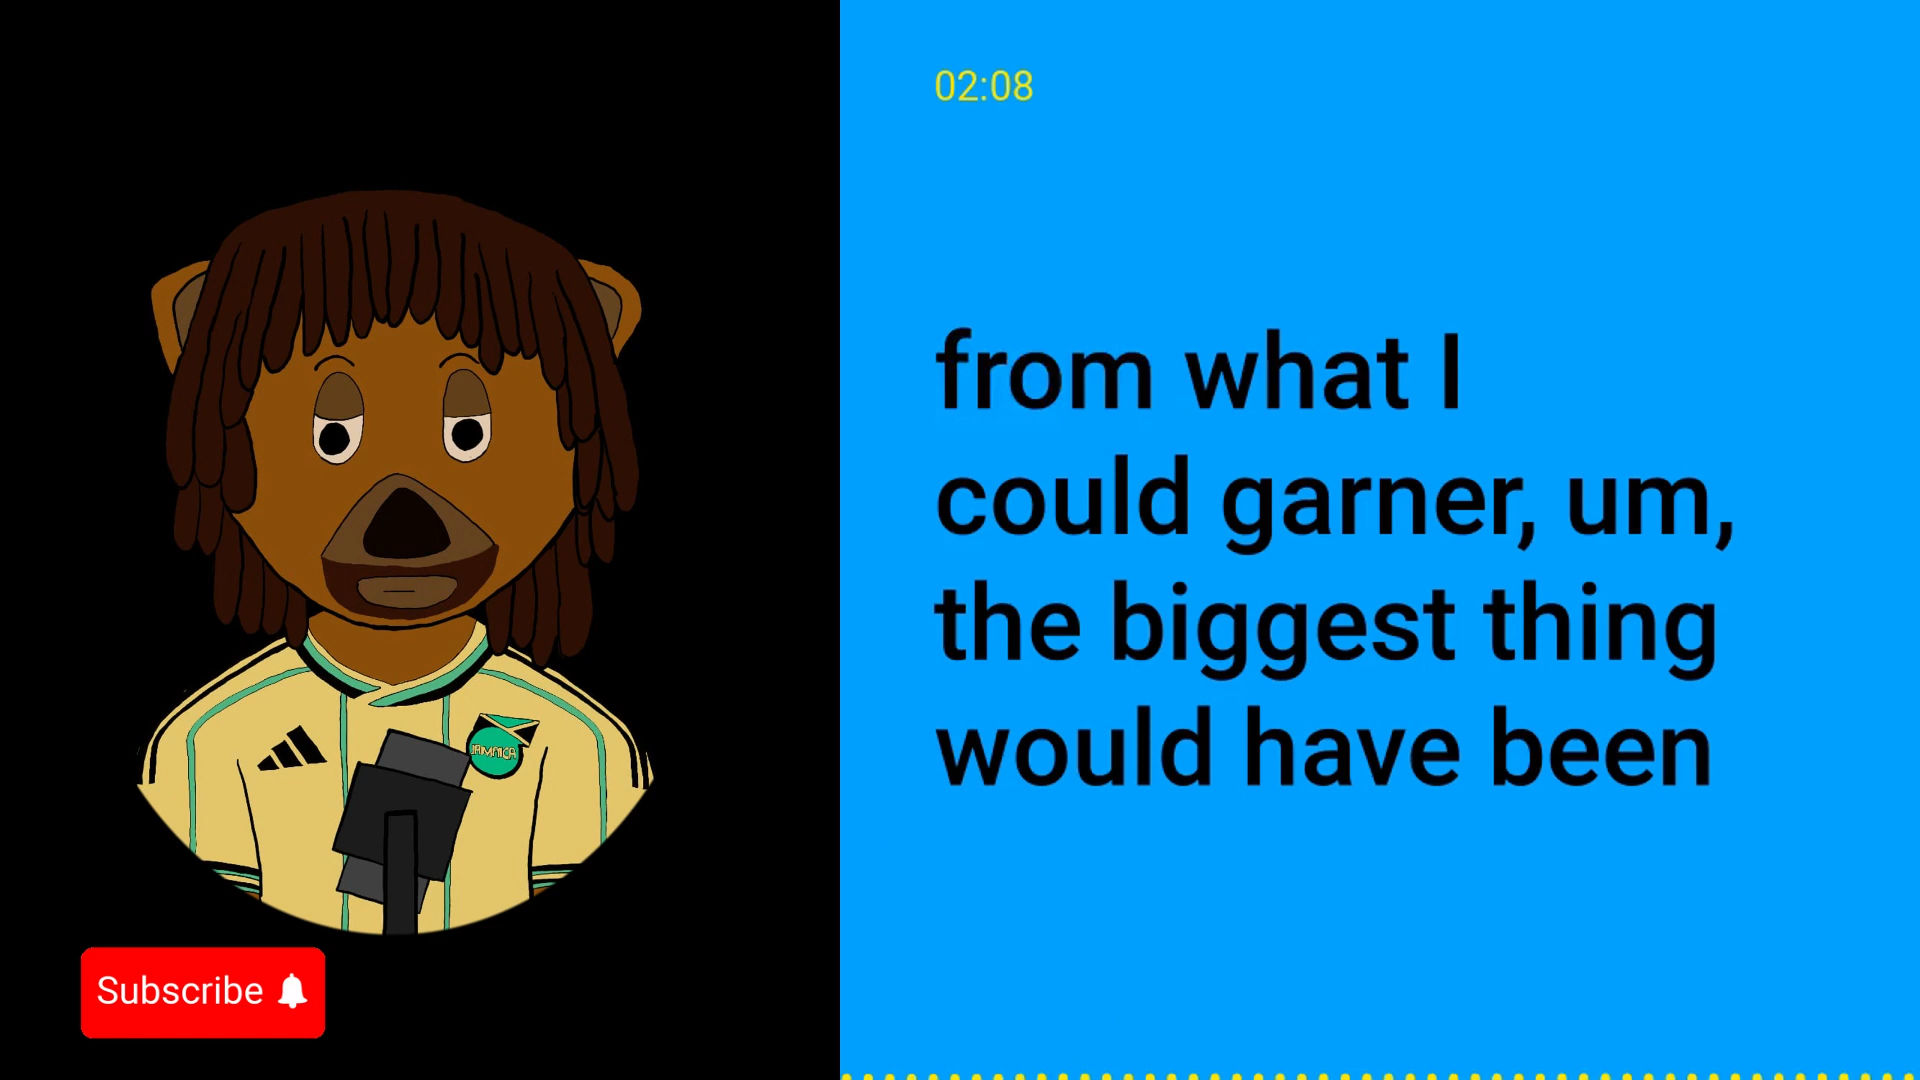 02:08
from what I
could garner, um,
the biggest thing
would have been
JAMAICA
Subscribe